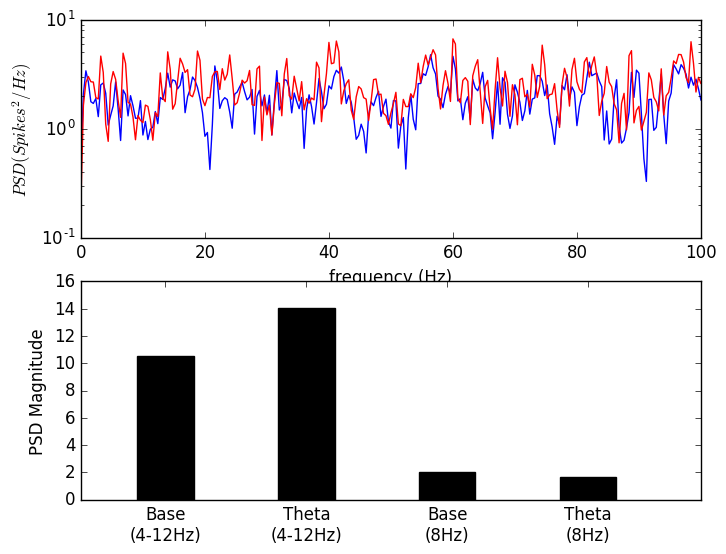 10^1
10^0
10^-1
PSD(Spikes^2/Hz)
0 20 40 60 80 100
frequency (Hz)
16
14
12
10
8
6
4
2
0
PSD Magnitude
Base Theta Base Theta
(4-12Hz) (4-12Hz) (8Hz) (8Hz)